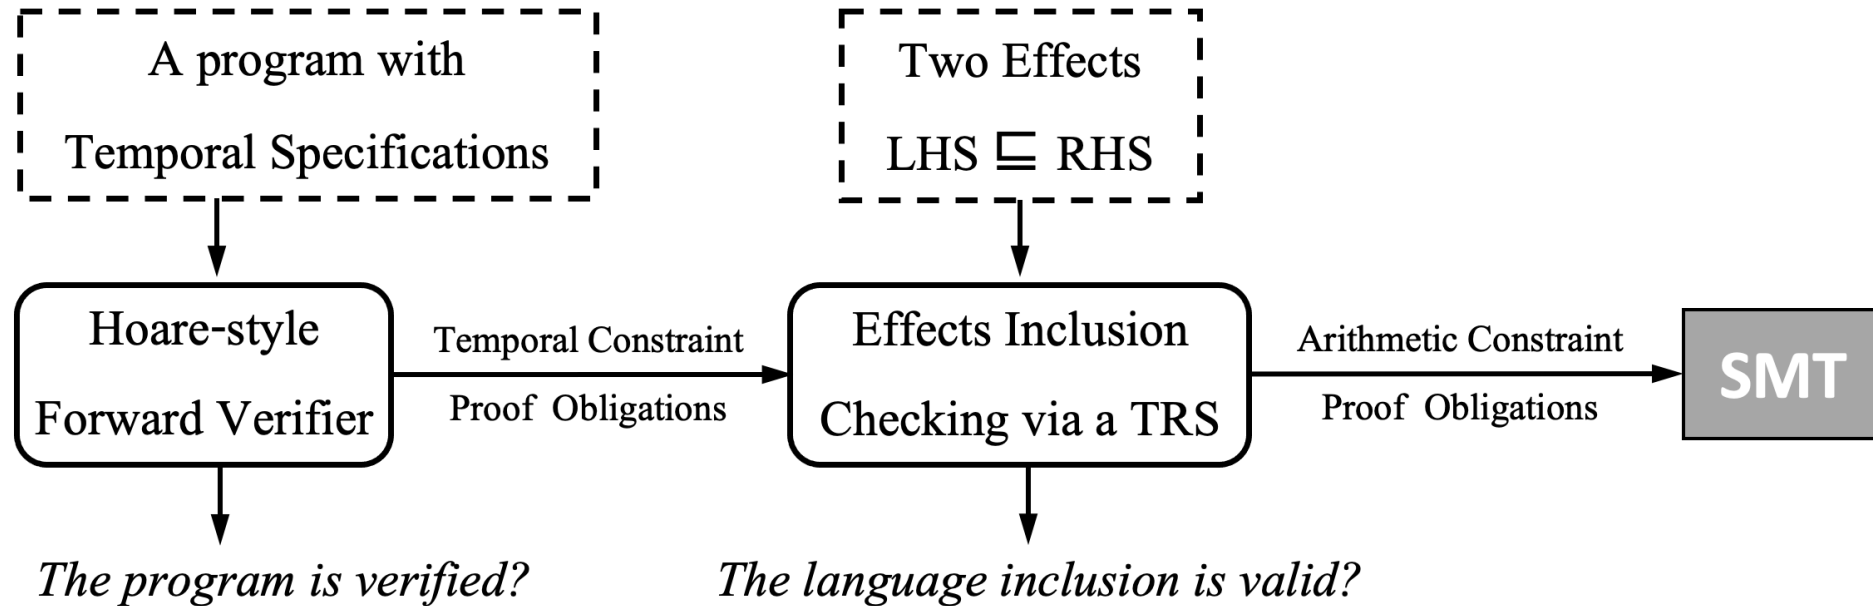 A program with
Temporal Specifications
Two Effects
LHS ⊑ RHS
Hoare-style
Forward Verifier
Temporal Constraint
Proof Obligations
Effects Inclusion
Checking via a TRS
Arithmetic Constraint
Proof Obligations
SMT
The program is verified?
The language inclusion is valid?